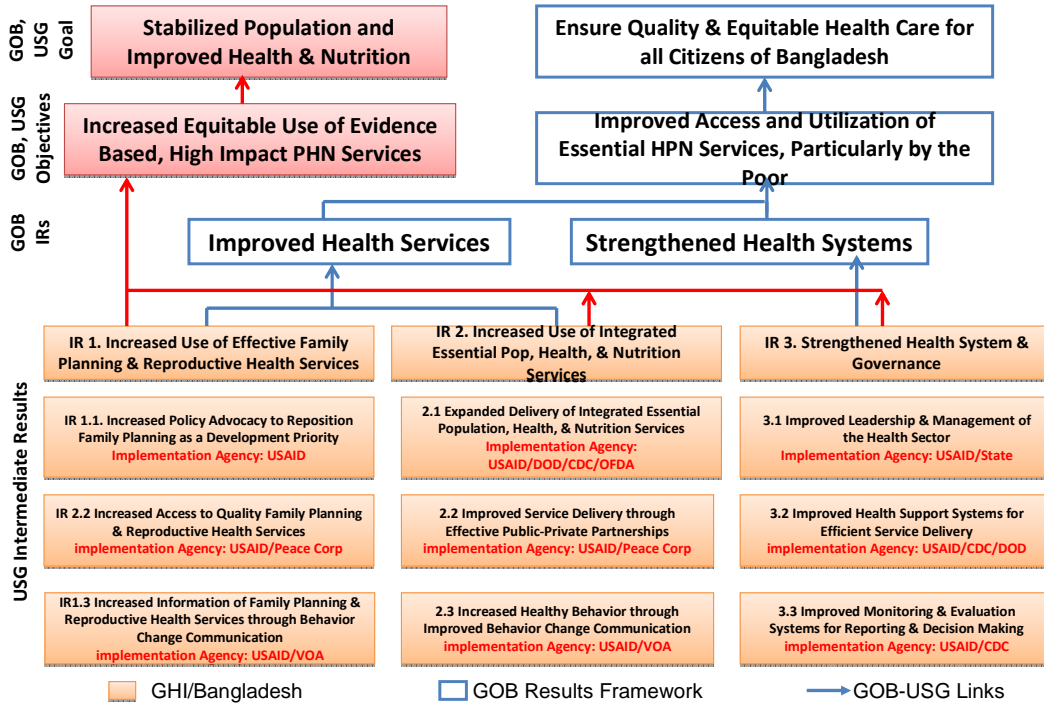 GOB,
USG
Goal
Stabilized Population and
Improved Health & Nutrition
Ensure Quality & Equitable Health Care for
all Citizens of Bangladesh
GOB, USG
Objectives
Increased Equitable Use of Evidence
Based, High Impact PHN Services
Improved Access and Utilization of
Essential HPN Services, Particularly by the
Poor
GOB
IRs
Improved Health Services
Strengthened Health Systems
USG Intermediate Results
IR 1. Increased Use of Effective Family
Planning & Reproductive Health Services
IR 2. Increased Use of Integrated
Essential Pop, Health, & Nutrition
Services
IR 3. Strengthened Health System &
Governance
IR 1.1. Increased Policy Advocacy to Reposition
Family Planning as a Development Priority
Implementation Agency: USAID
2.1 Expanded Delivery of Integrated Essential
Population, Health, & Nutrition Services
Implementation Agency:
USAID/DOD/CDC/OFDA
3.1 Improved Leadership & Management of
the Health Sector
Implementation Agency: USAID/State
IR 2.2 Increased Access to Quality Family Planning
& Reproductive Health Services
implementation Agency: USAID/Peace Corp
2.2 Improved Service Delivery through
Effective Public-Private Partnerships
implementation Agency: USAID/Peace Corp
3.2 Improved Health Support Systems for
Efficient Service Delivery
implementation Agency: USAID/CDC/DOD
IR1.3 Increased Information of Family Planning &
Reproductive Health Services through Behavior
Change Communication
implementation Agency: USAID/VOA
2.3 Increased Healthy Behavior through
Improved Behavior Change Communication
implementation Agency: USAID/VOA
3.3 Improved Monitoring & Evaluation
Systems for Reporting & Decision Making
implementation Agency: USAID/CDC
GHI/Bangladesh
GOB Results Framework
GOB-USG Links